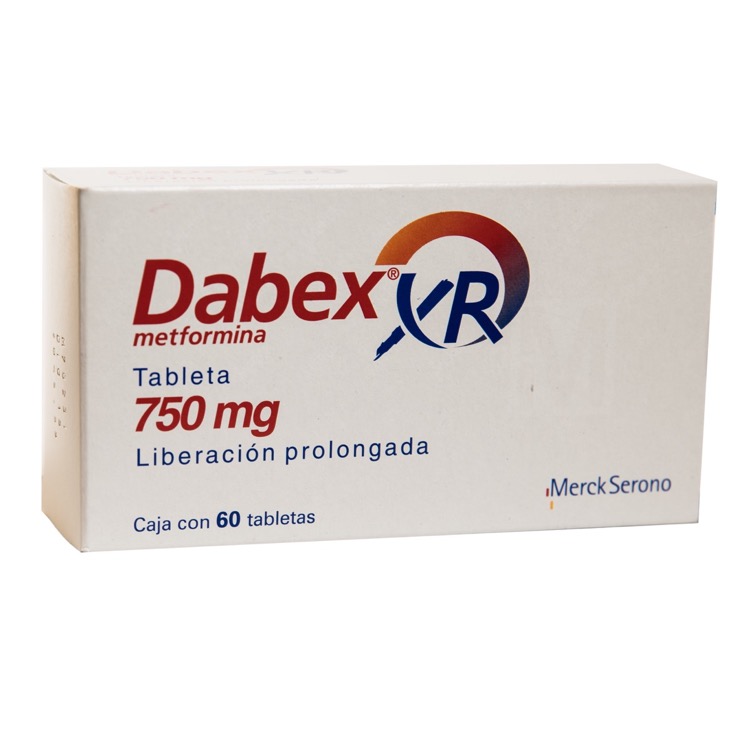 Dabex® XR
metformina
Tableta
750 mg
Liberación prolongada
Caja con 60 tabletas
Merck Serono